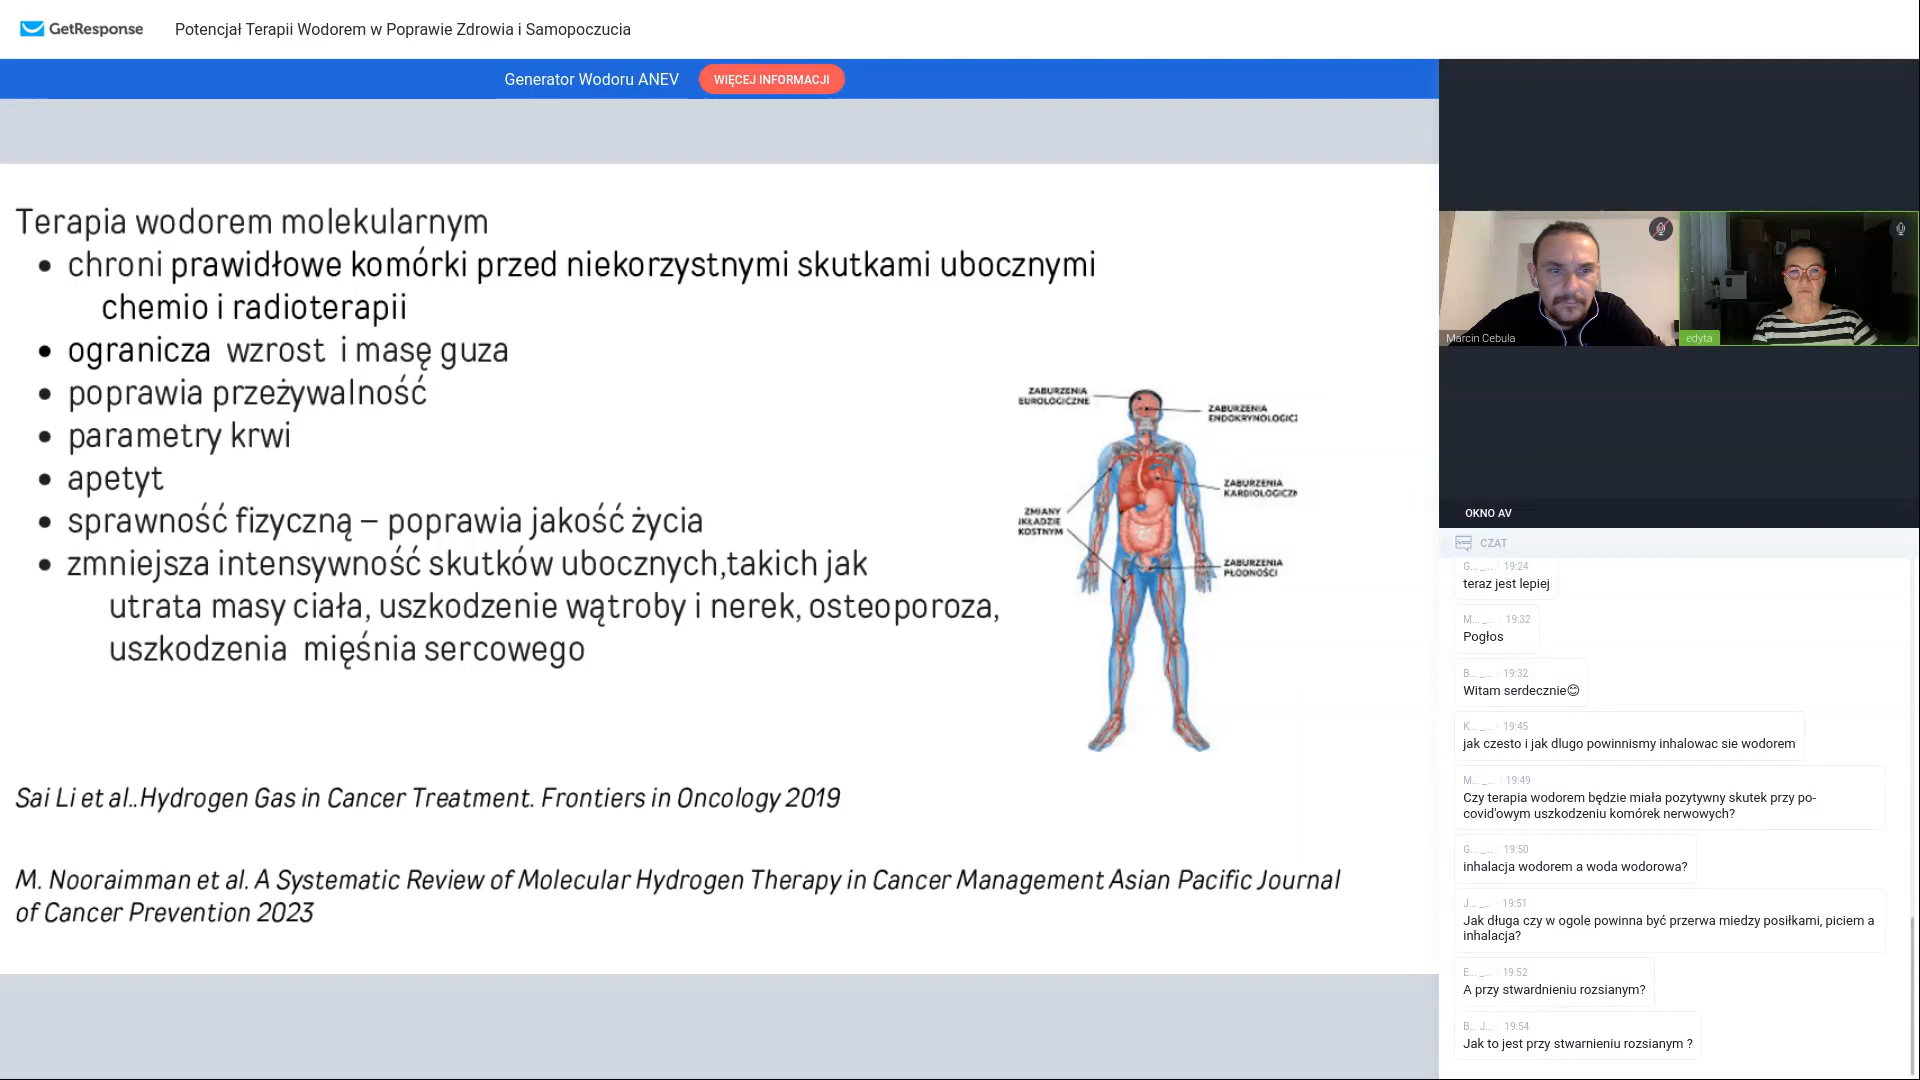 GetResponse
Potencjał Terapii Wodorem w Poprawie Zdrowia i Samopoczucia
Generator Wodoru ANEV
WIĘCEJ INFORMACJI
Terapia wodorem molekularnym
• chroni prawidłowe komórki przed niekorzystnymi skutkami ubocznymi
chemio i radioterapii
• ogranicza wzrost i masę guza
• poprawia przeżywalność
• parametry krwi
• apetyt
• sprawność fizyczną – poprawia jakość życia
• zmniejsza intensywność skutków ubocznych,takich jak
utrata masy ciała, uszkodzenie wątroby i nerek, osteoporoza,
uszkodzenia mięśnia sercowego
ZABURZENIA
EUROLOGICZNE
ZABURZENIA
ENDOKRYNOLOGICZ
ZABURZENIA
KARDIOLOGICZN
ZMIANY
IKŁADZIE
KOSTNYM
ZABURZENIA
PŁODNOŚCI
Sai Li et al..Hydrogen Gas in Cancer Treatment. Frontiers in Oncology 2019
M. Nooraimman et al. A Systematic Review of Molecular Hydrogen Therapy in Cancer Management Asian Pacific Journal
of Cancer Prevention 2023
Marcin Cebula
edyta
OKNO AV
CZAT
G... _... 19:24
teraz jest lepiej
M... _... 19:32
Pogłos
B... _... 19:32
Witam serdecznie😊
K... _... 19:45
jak czesto i jak dlugo powinnismy inhalowac sie wodorem
M... _... 19:49
Czy terapia wodorem będzie miała pozytywny skutek przy po-
covid'owym uszkodzeniu komórek nerwowych?
G... _... 19:50
inhalacja wodorem a woda wodorowa?
J... _... 19:51
Jak długa czy w ogole powinna być przerwa miedzy posiłkami, piciem a
inhalacja?
E... _... 19:52
A przy stwardnieniu rozsianym?
B... J... 19:54
Jak to jest przy stwarnieniu rozsianym ?